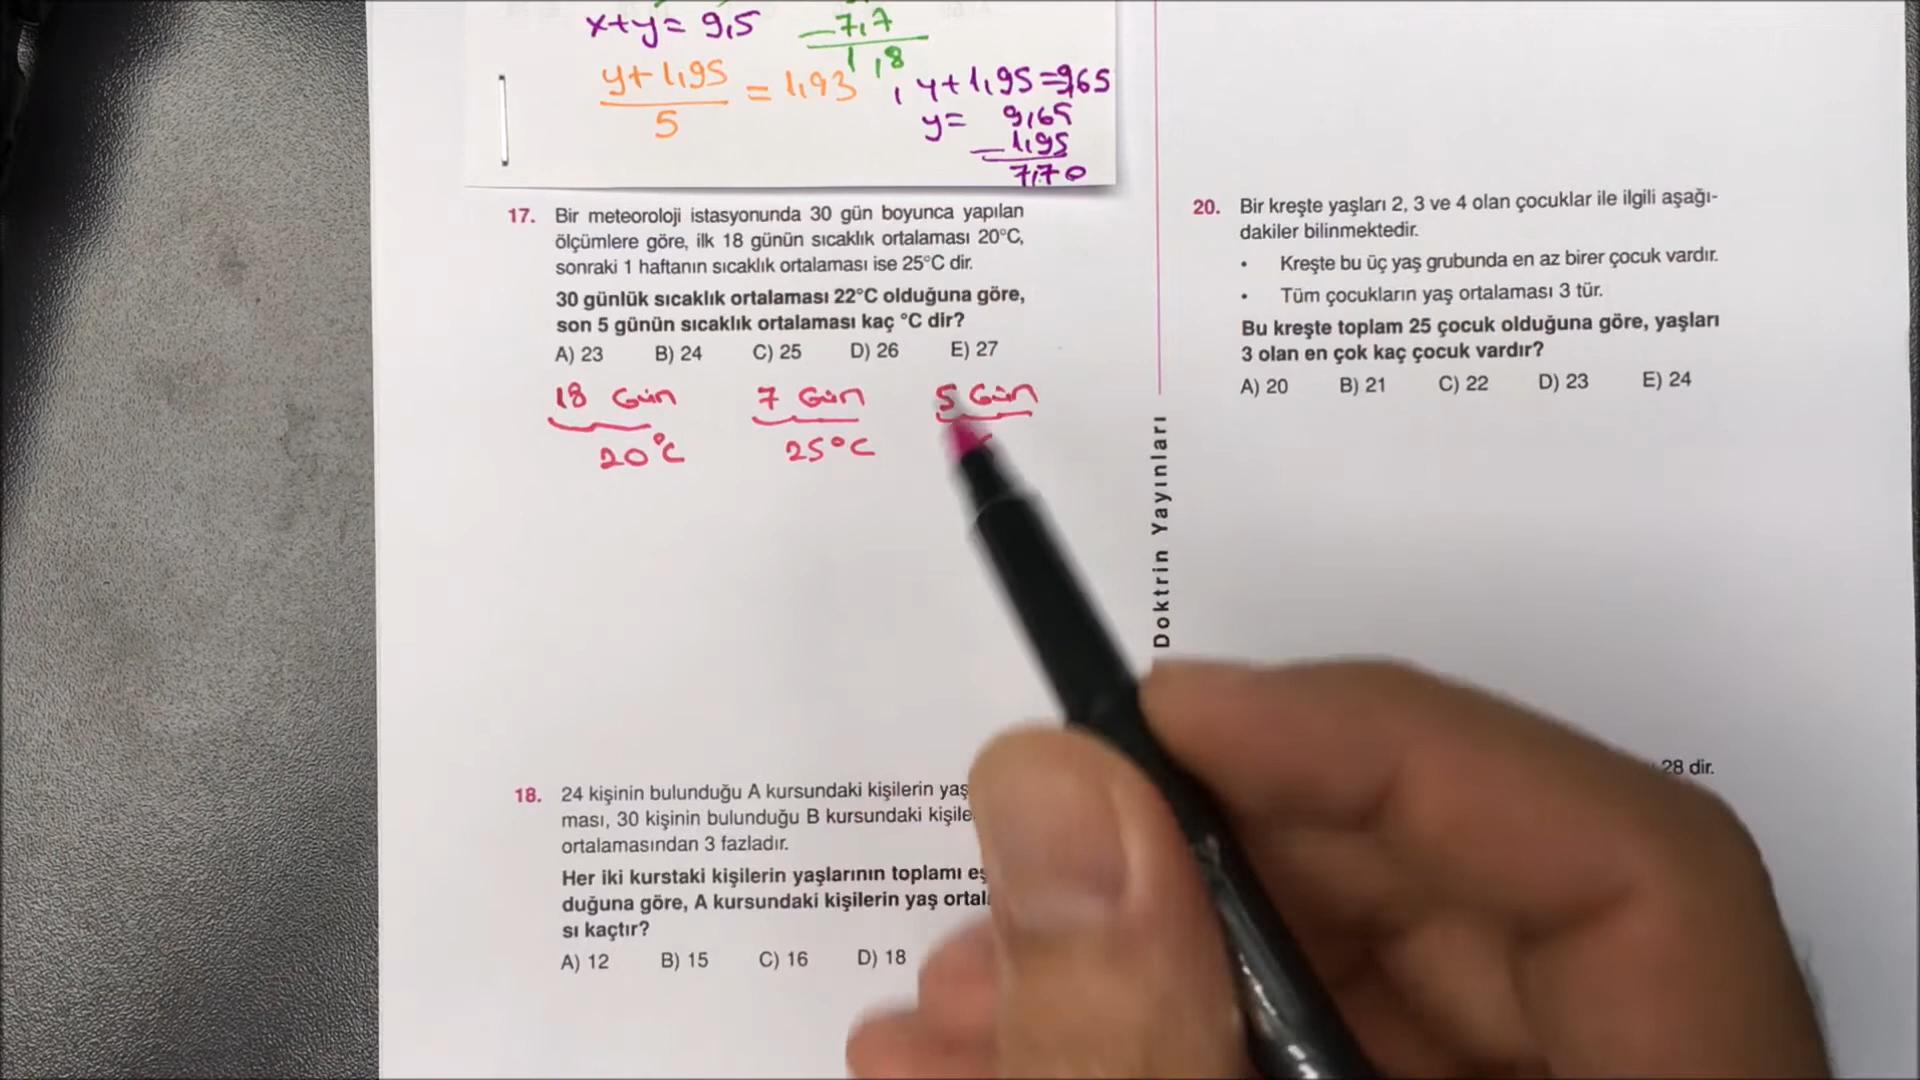 x+y= 9,5
-7,7
1,8
y+1,95 = 1,93
5
, y+1,95=9,65
y= 9,65
-1,95
7,70
17. Bir meteoroloji istasyonunda 30 gün boyunca yapılan
ölçümlere göre, ilk 18 günün sıcaklık ortalaması 20°C,
sonraki 1 haftanın sıcaklık ortalaması ise 25°C dir.
30 günlük sıcaklık ortalaması 22°C olduğuna göre,
son 5 günün sıcaklık ortalaması kaç °C dir?
A) 23 B) 24 C) 25 D) 26 E) 27
18 Gün 7 Gün 5 Gün
20°C 25°C
18. 24 kişinin bulunduğu A kursundaki kişilerin yaş
ması, 30 kişinin bulunduğu B kursundaki kişile
ortalamasından 3 fazladır.
Her iki kurstaki kişilerin yaşlarının toplamı eş
duğuna göre, A kursundaki kişilerin yaş ortal
sı kaçtır?
A) 12 B) 15 C) 16 D) 18
Doktrin Yayınları
20. Bir kreşte yaşları 2, 3 ve 4 olan çocuklar ile ilgili aşağı-
dakiler bilinmektedir.
• Kreşte bu üç yaş grubunda en az birer çocuk vardır.
• Tüm çocukların yaş ortalaması 3 tür.
Bu kreşte toplam 25 çocuk olduğuna göre, yaşları
3 olan en çok kaç çocuk vardır?
A) 20 B) 21 C) 22 D) 23 E) 24
28 dir.